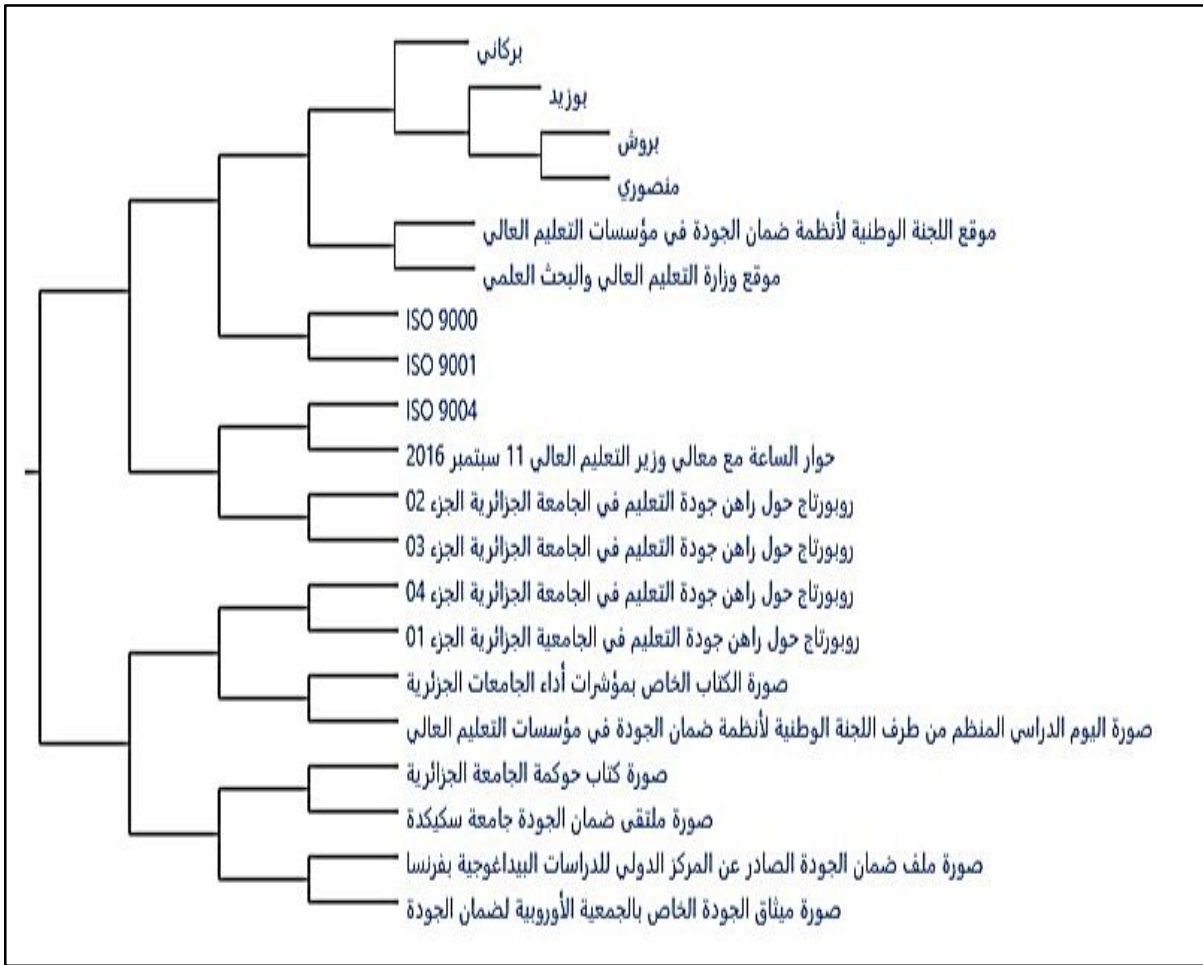 بركاني
بوزيد
بروش
منصوري
موقع اللجنة الوطنية لأنظمة ضمان الجودة في مؤسسات التعليم العالي
موقع وزارة التعليم العالي والبحث العلمي
ISO 9000
ISO 9001
ISO 9004
حوار الساعة مع معالي وزير التعليم العالي 11 سبتمبر 2016
روبورتاج حول راهن جودة التعليم في الجامعة الجزائرية الجزء 02
روبورتاج حول راهن جودة التعليم في الجامعة الجزائرية الجزء 03
روبورتاج حول راهن جودة التعليم في الجامعة الجزائرية الجزء 04
روبورتاج حول راهن جودة التعليم في الجامعية الجزائرية الجزء 01
صورة الكتاب الخاص بمؤشرات أداء الجامعات الجزئرية
صورة اليوم الدراسي المنظم من طرف اللجنة الوطنية لأنظمة ضمان الجودة في مؤسسات التعليم العالي
صورة كتاب حوكمة الجامعة الجزائرية
صورة ملتقى ضمان الجودة جامعة سكيكدة
صورة ملف ضمان الجودة الصادر عن المركز الدولي للدراسات البيداغوجية بفرنسا
صورة ميثاق الجودة الخاص بالجمعية الأوروبية لضمان الجودة